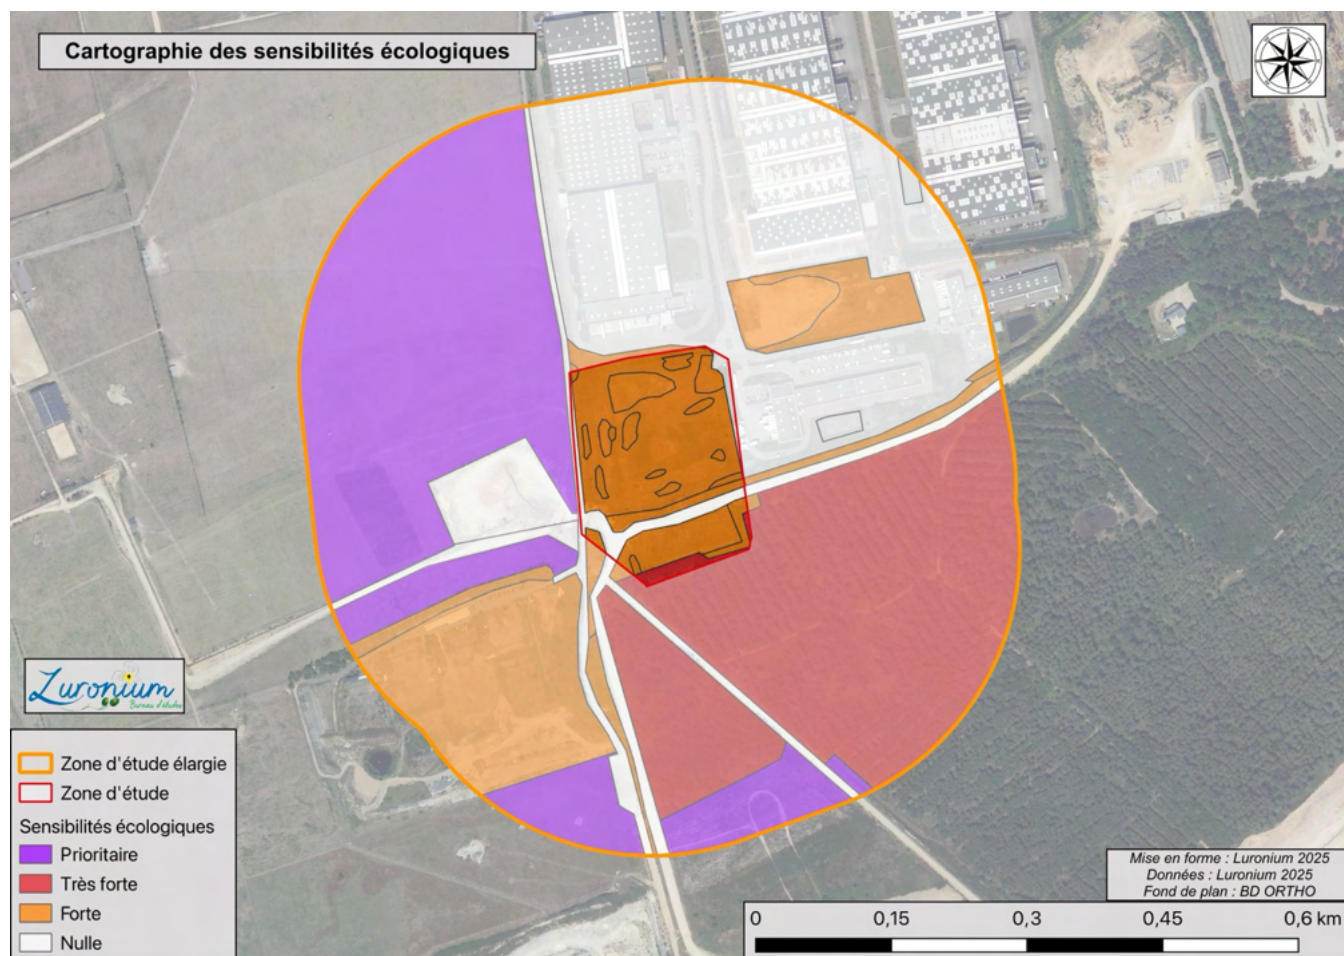 Cartographie des sensibilités écologiques
Luronium
Bureau d'études
Zone d'étude élargie
Zone d'étude
Sensibilités écologiques
Prioritaire
Très forte
Forte
Nulle
Mise en forme : Luronium 2025
Données : Luronium 2025
Fond de plan : BD ORTHO
0 0,15 0,3 0,45 0,6 km